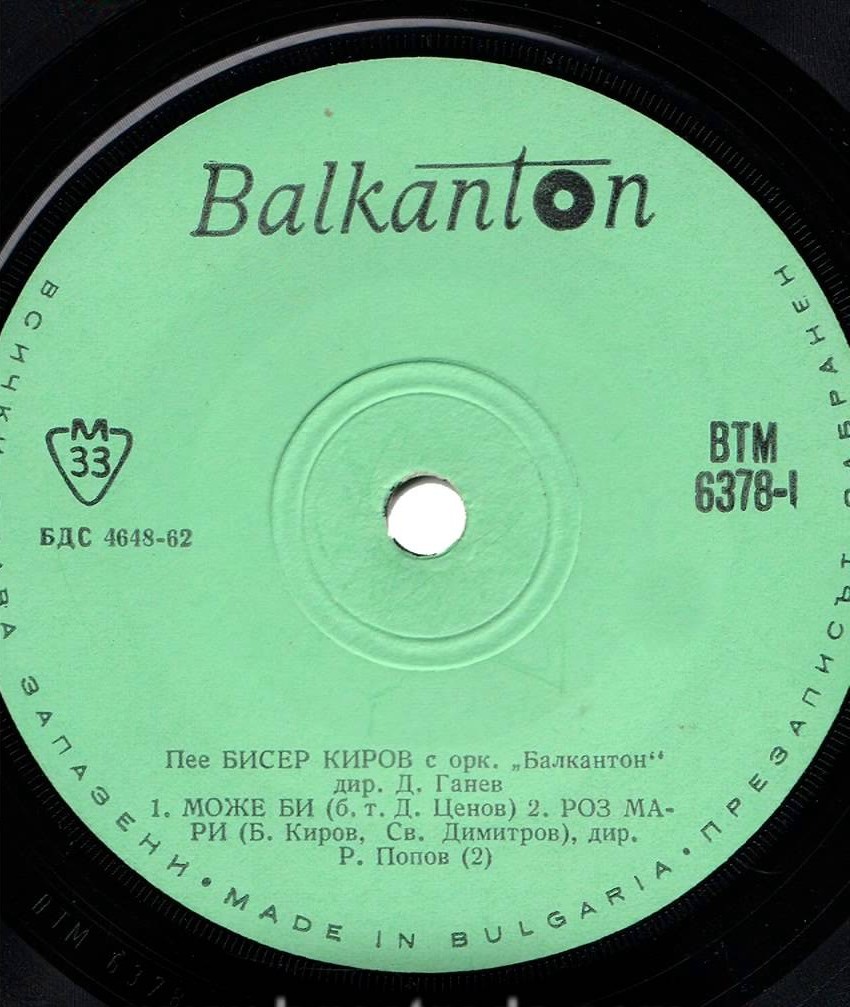 Balkanton
М
33
БДС 4648-62
ВТМ
6378-1
Пее БИСЕР КИРОВ с орк. „Балкантон“
дир. Д. Ганев
1. МОЖЕ БИ (б. т. Д. Ценов) 2. РОЗ МА-
РИ (Б. Киров, Св. Димитров), дир.
Р. Попов (2)
ВСИЧКИ ЗАПАЗЕНИ • MADE IN BULGARIA • ПРЕЗАПИСЪТ ЗАБРАНЕН